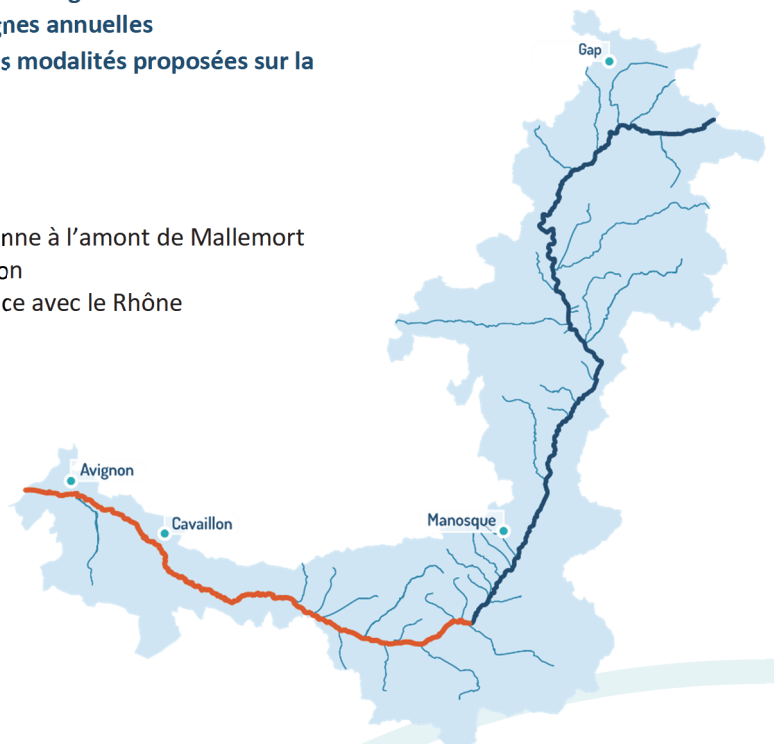 gnes annuelles
s modalités proposées sur la
nne à l'amont de Mallemort
on
ce avec le Rhône
Gap
Avignon
Cavaillon
Manosque